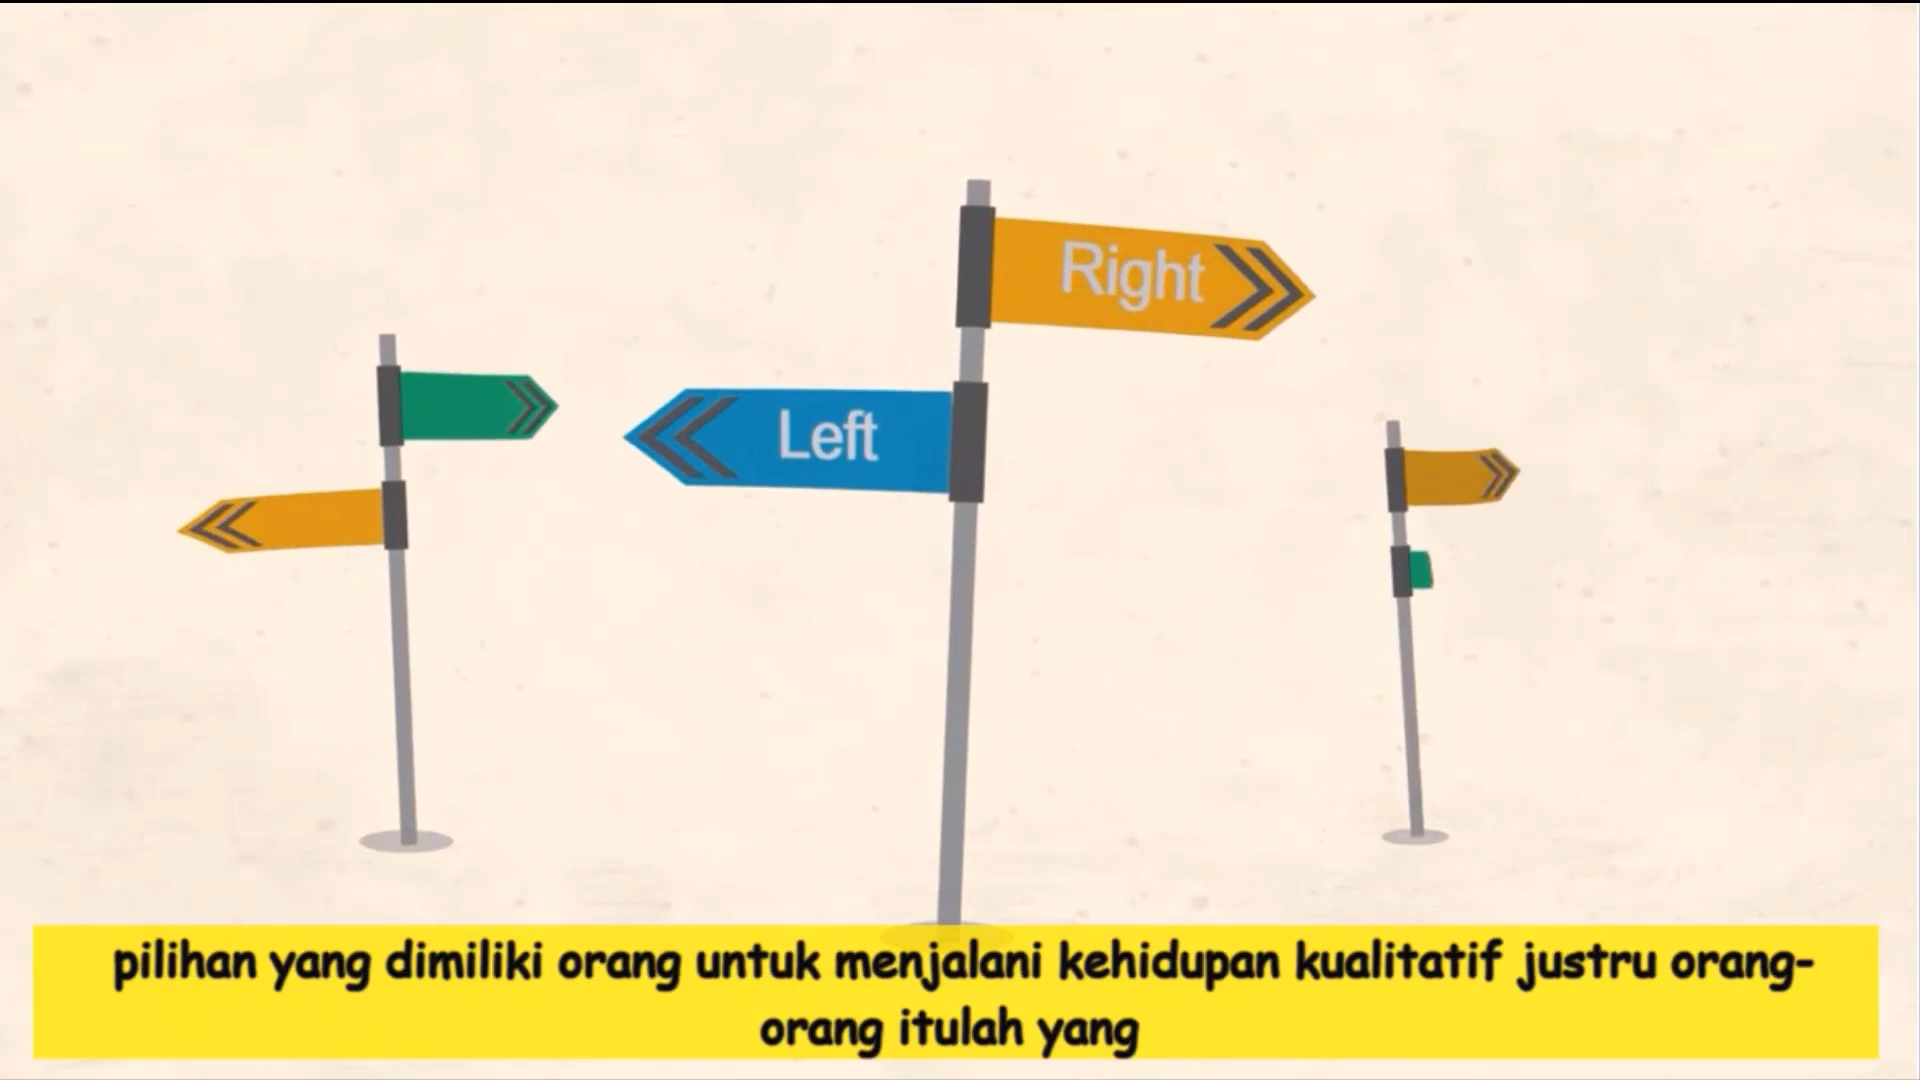 Right
Left
pilihan yang dimiliki orang untuk menjalani kehidupan kualitatif justru orang-
orang itulah yang